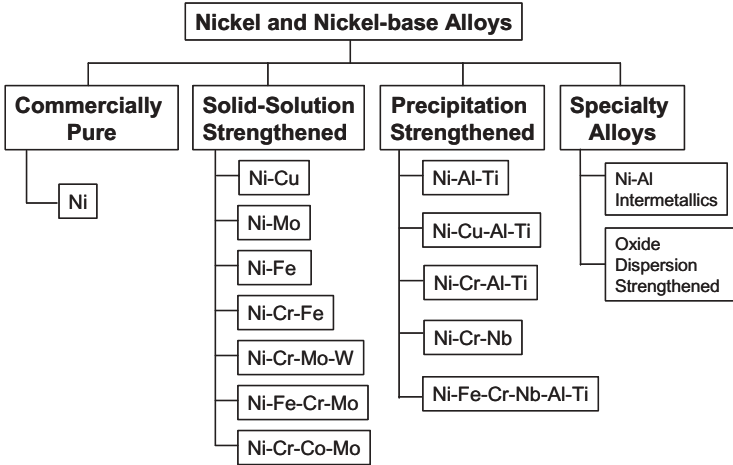 Nickel and Nickel-base Alloys
Commercially
Pure
Ni
Solid-Solution
Strengthened
Ni-Cu
Ni-Mo
Ni-Fe
Ni-Cr-Fe
Ni-Cr-Mo-W
Ni-Fe-Cr-Mo
Ni-Cr-Co-Mo
Precipitation
Strengthened
Ni-Al-Ti
Ni-Cu-Al-Ti
Ni-Cr-Al-Ti
Ni-Cr-Nb
Ni-Fe-Cr-Nb-Al-Ti
Specialty
Alloys
Ni-Al
Intermetallics
Oxide
Dispersion
Strengthened